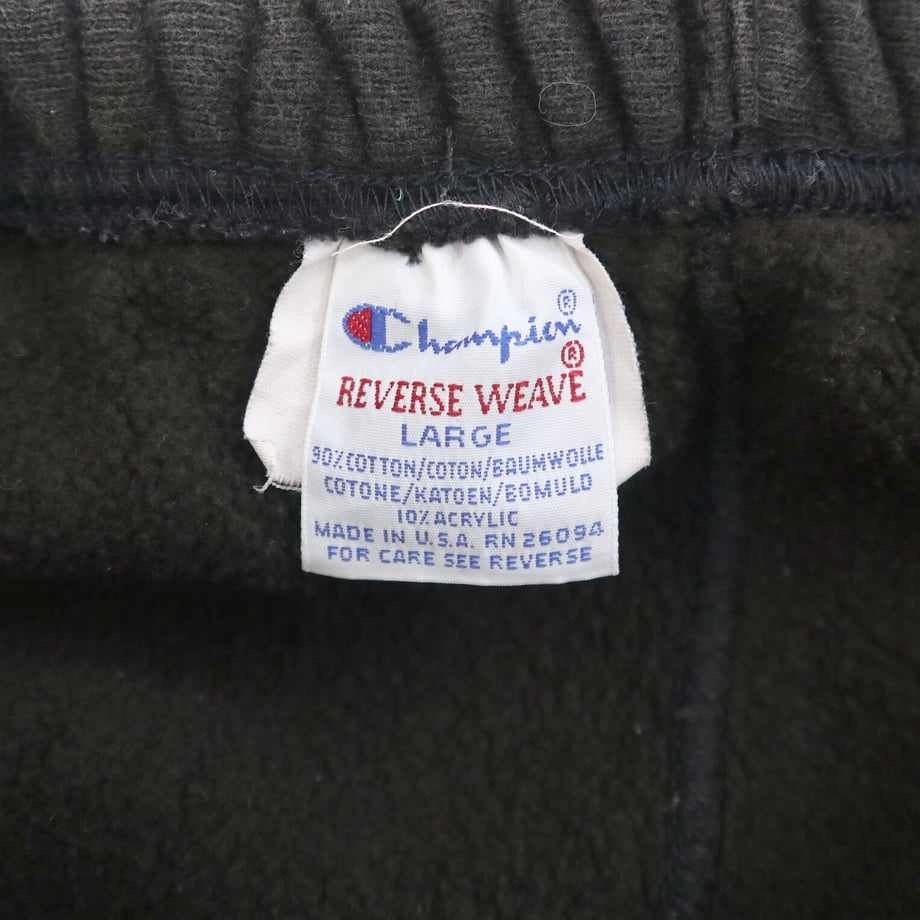 Champion®
REVERSE WEAVE®
LARGE
90% COTTON/COTON/BAUMWOLLE
COTONE/KATOEN/BOMULD
10% ACRYLIC
MADE IN U.S.A. RN 26094
FOR CARE SEE REVERSE